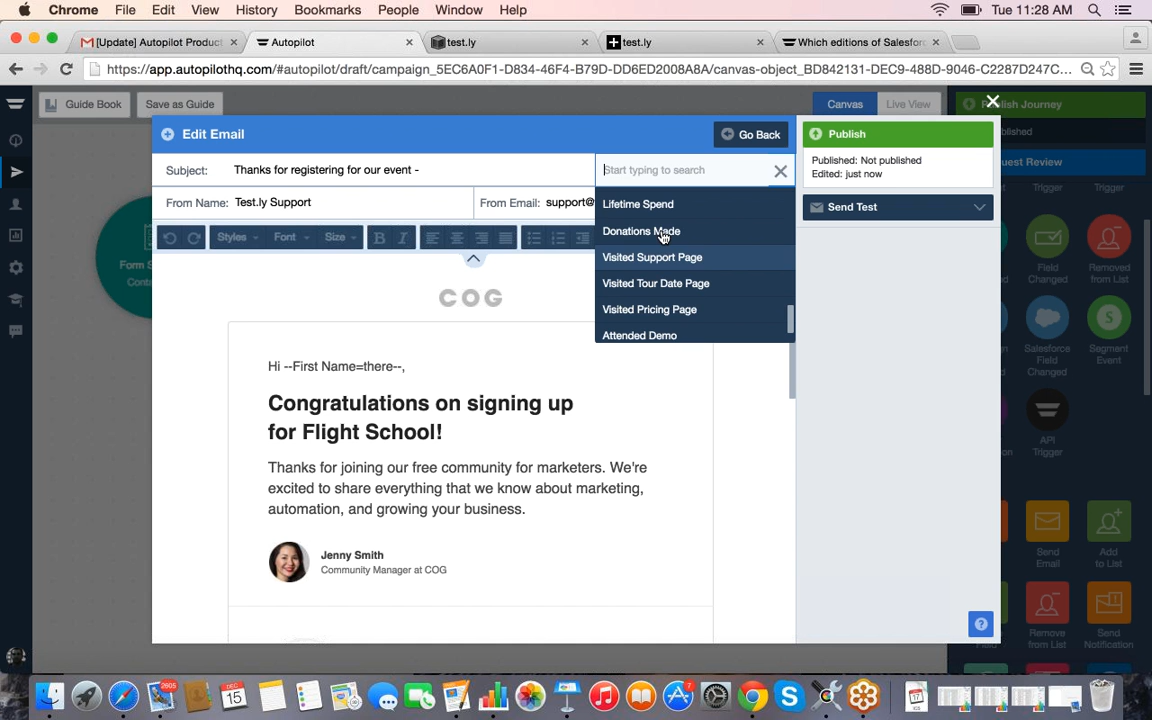 Chrome File Edit View History Bookmarks People Window Help Tue 11:28 AM
[Update] Autopilot Product Autopilot test.ly test.ly Which editions of Salesforc
https://app.autopilothq.com/#autopilot/draft/campaign_5EC6A0F1-D834-46F4-B79D-DD6ED2008A8A/canvas-object_BD842131-DEC9-488D-9046-C2287D247C...
Guide Book Save as Guide Canvas Live View Publish Journey
Edit Email Go Back Publish
Published: Not published
Edited: just now
Subject: Thanks for registering for our event - Start typing to search
From Name: Test.ly Support From Email: support@
Send Test
Styles Font Size B I
Lifetime Spend
Donations Made
Visited Support Page
Visited Tour Date Page
Visited Pricing Page
Attended Demo
COG
Hi --First Name=there--,
Congratulations on signing up
for Flight School!
Thanks for joining our free community for marketers. We're
excited to share everything that we know about marketing,
automation, and growing your business.
Jenny Smith
Community Manager at COG
Trigger Trigger
Field
Changed
Removed
from List
Salesforce
Field
Changed
Segment
Event
API
Trigger
Send
Email
Add
to List
Remove
from List
Send
Notification
2605
DEC
15
7
17